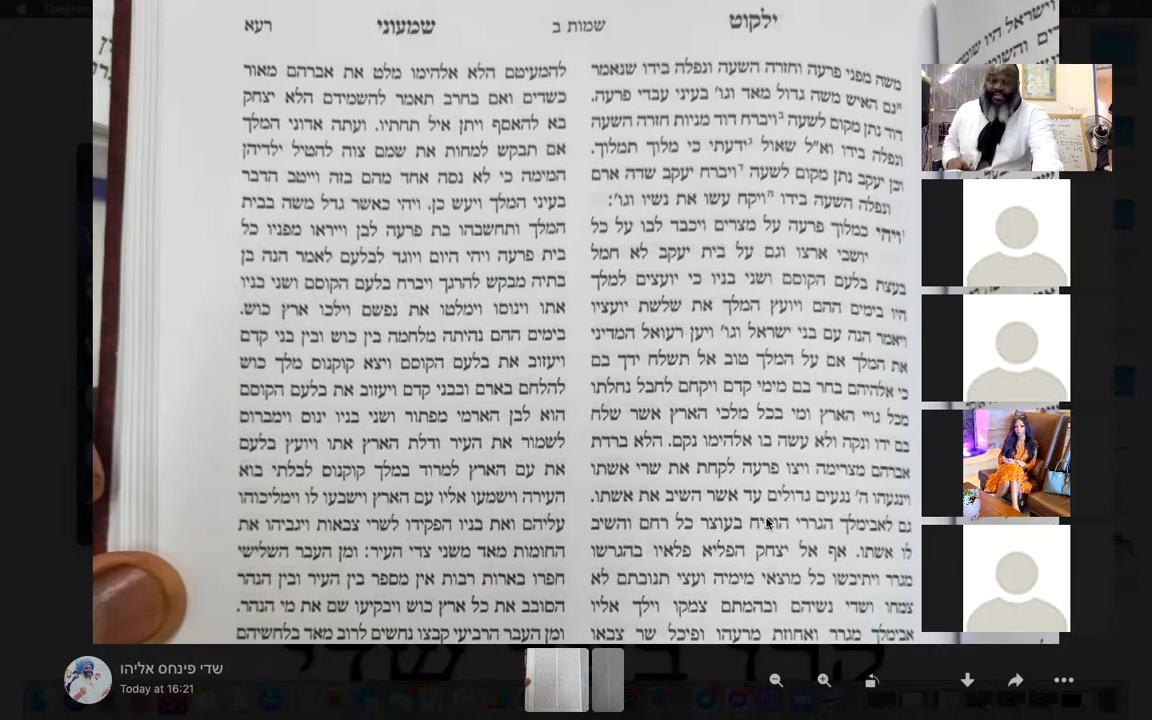 ילקוט
שמות ב
שמעוני
רעא
משה מפני פרעה וחזרה השעה ונפלה בידו שנאמר
גם האיש משה גדול מאד וגו' בעיני עבדי פרעה.
דוד נתן מקום לשעה ויברח דוד מניות חזרה השעה
ונפלה בידו וא"ל שאול ידעתי כי מלוך תמלוך.
וכן יעקב נתן מקום לשעה ויברח יעקב שדה ארם
ונפלה השעה בידו ויקח עשו את נשיו וגו':
ויהי כמלוך פרעה על מצרים ויכבד לבו על כל
יושבי ארצו וגם על בית יעקב לא חמל
בעצת בלעם הקוסם ושני בניו כי יועצים למלך
היו בימים ההם ויועץ המלך את שלשת יועציו
ויאמר הנה עם בני ישראל וגו' ויען רעואל המדיני
את המלך אם על המלך טוב אל תשלח ידך בם
כי אלהיהם בחר בם מימי קדם ויקחם לחבל נחלתו
מכל גויי הארץ ומי בכל מלכי הארץ אשר שלח
בם ידו ונקה ולא עשה בו אלהימו נקם. הלא ברדת
אברהם מצרימה ויצו פרעה לקחת את שרי אשתו
וינגעהו ה' נגעים גדולים עד אשר השיב את אשתו.
גם לאבימלך הגררי בעוצר כל רחם והשיב
לו אשתו. אף אל יצחק הפליא פלאיו בהגרשו
מגרר ויתיבשו כל מוצאי מימיה ועצי תנובתם לא
צמחו ושדי נשיהם ובהמתם צמקו וילך אליו
אבימלך מגרר ואחוזת מרעהו ופיכל שר צבאו
להמעיטם הלא אלהימו מלט את אברהם מאור
כשדים ואם בחרב תאמר להשמידם הלא יצחק
בא להאסף ויתן איל תחתיו. ועתה אדוני המלך
אם תבקש למחות את שמם צוה להטיל ילדיהן
המימה כי לא נסה אחד מהם בזה וייטב הדבר
בעיני המלך ויעש כן. ויהי כאשר גדל משה בבית
המלך ותחשבהו בת פרעה לבן וייראו מפניו כל
בית פרעה ויהי היום ויוגד לבלעם לאמר הנה בן
בתיה מבקש להרגך ויברח בלעם הקוסם ושני בניו
אתו וינוסו וימלטו את נפשם וילכו ארץ כוש.
בימים ההם נהיתה מלחמה בין כוש ובין בני קדם
ויעזוב את בלעם הקוסם ויצא קוקנוס מלך כוש
להלחם בארם ובבני קדם ויעזוב את בלעם הקוסם
הוא לבן הארמי מפתור ושני בניו ינוס וימברוס
לשמור את העיר ודלת הארץ אתו ויועץ בלעם
את עם הארץ למרוד במלך קוקנוס לבלתי בוא
העירה וישמעו אליו עם הארץ וישבעו לו וימליכוהו
עליהם ואת בניו הפקידו לשרי צבאות ויגביהו את
החומות מאד משני צדי העיר: ומן העבר השלישי
חפרו בארות רבות אין מספר בין העיר ובין הנהר
הסובב את כל ארץ כוש ויבקיעו שם את מי הנהר.
ומן העבר הרביעי קבצו נחשים לרוב מאד בלחשיהם
שדי פינחס אליהו
Today at 16:21